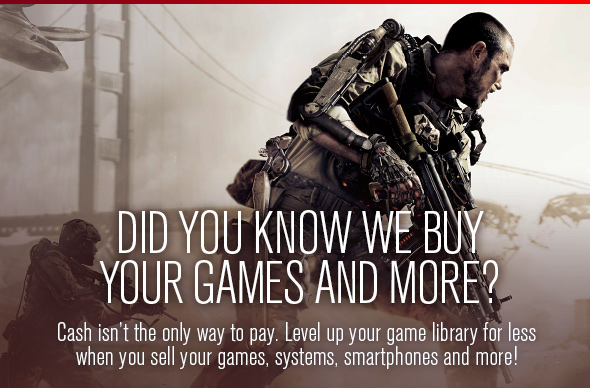 DID YOU KNOW WE BUY
YOUR GAMES AND MORE?
Cash isn't the only way to pay. Level up your game library for less
when you sell your games, systems, smartphones and more!